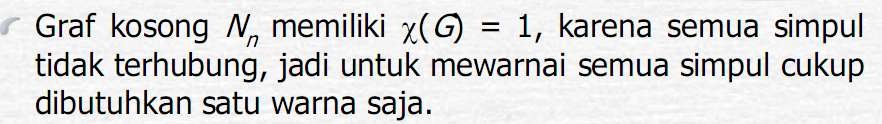 Graf kosong Nₙ memiliki χ(G) = 1, karena semua simpul
tidak terhubung, jadi untuk mewarnai semua simpul cukup
dibutuhkan satu warna saja.